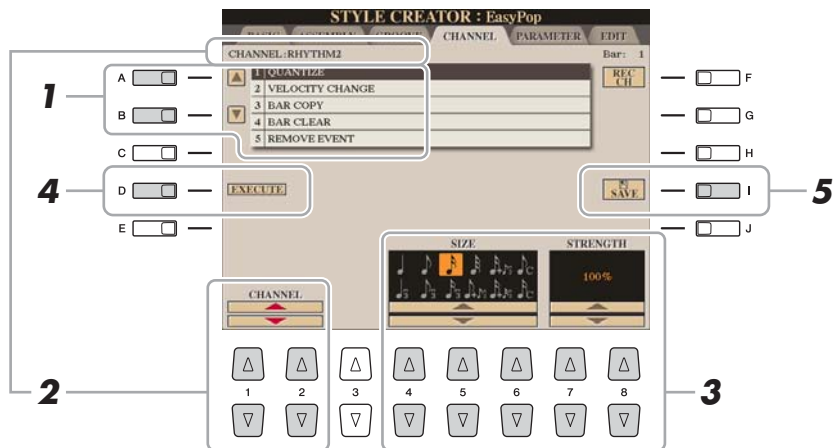 STYLE CREATOR : EasyPop
BASIC ASSEMBLY GROOVE CHANNEL PARAMETER EDIT
CHANNEL:RHYTHM2
Bar: 1
1 QUANTIZE
2 VELOCITY CHANGE
3 BAR COPY
4 BAR CLEAR
5 REMOVE EVENT
REC CH
A
B
C
D
E
F
G
H
I
J
1
4
5
EXECUTE
SAVE
SIZE
STRENGTH
100%
CHANNEL
1 2 3 4 5 6 7 8
2
3